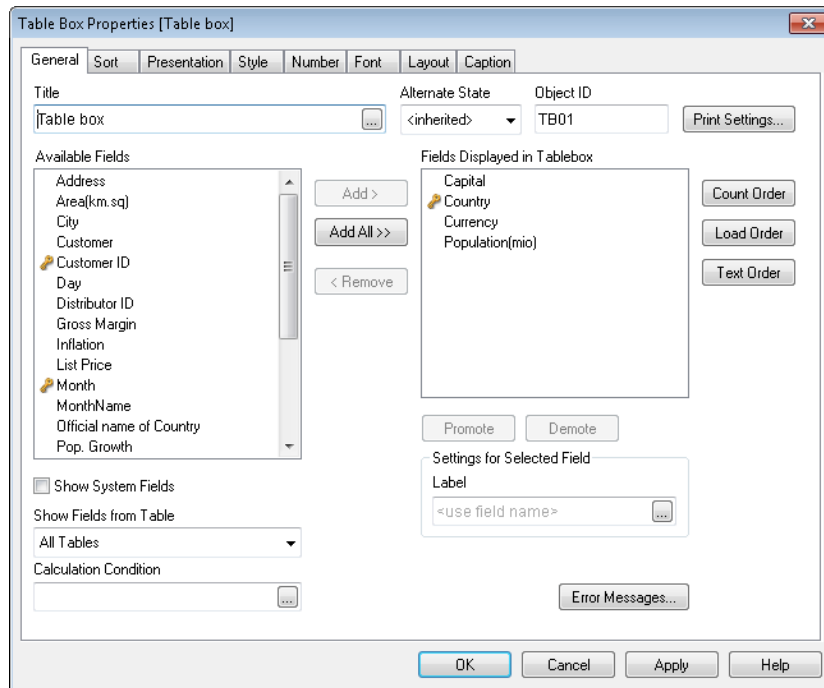 Table Box Properties [Table box]
General Sort Presentation Style Number Font Layout Caption
Title Alternate State Object ID
Table box ... <inherited> TB01 Print Settings...
Available Fields Fields Displayed in Tablebox
Address
Area(km.sq)
City
Customer
Customer ID
Day
Distributor ID
Gross Margin
Inflation
List Price
Month
MonthName
Official name of Country
Pop. Growth
Add >
Add All >>
< Remove
Capital
Country
Currency
Population(mio)
Count Order
Load Order
Text Order
Promote Demote
Show System Fields
Show Fields from Table
All Tables
Calculation Condition
...
Settings for Selected Field
Label
<use field name> ...
Error Messages...
OK Cancel Apply Help